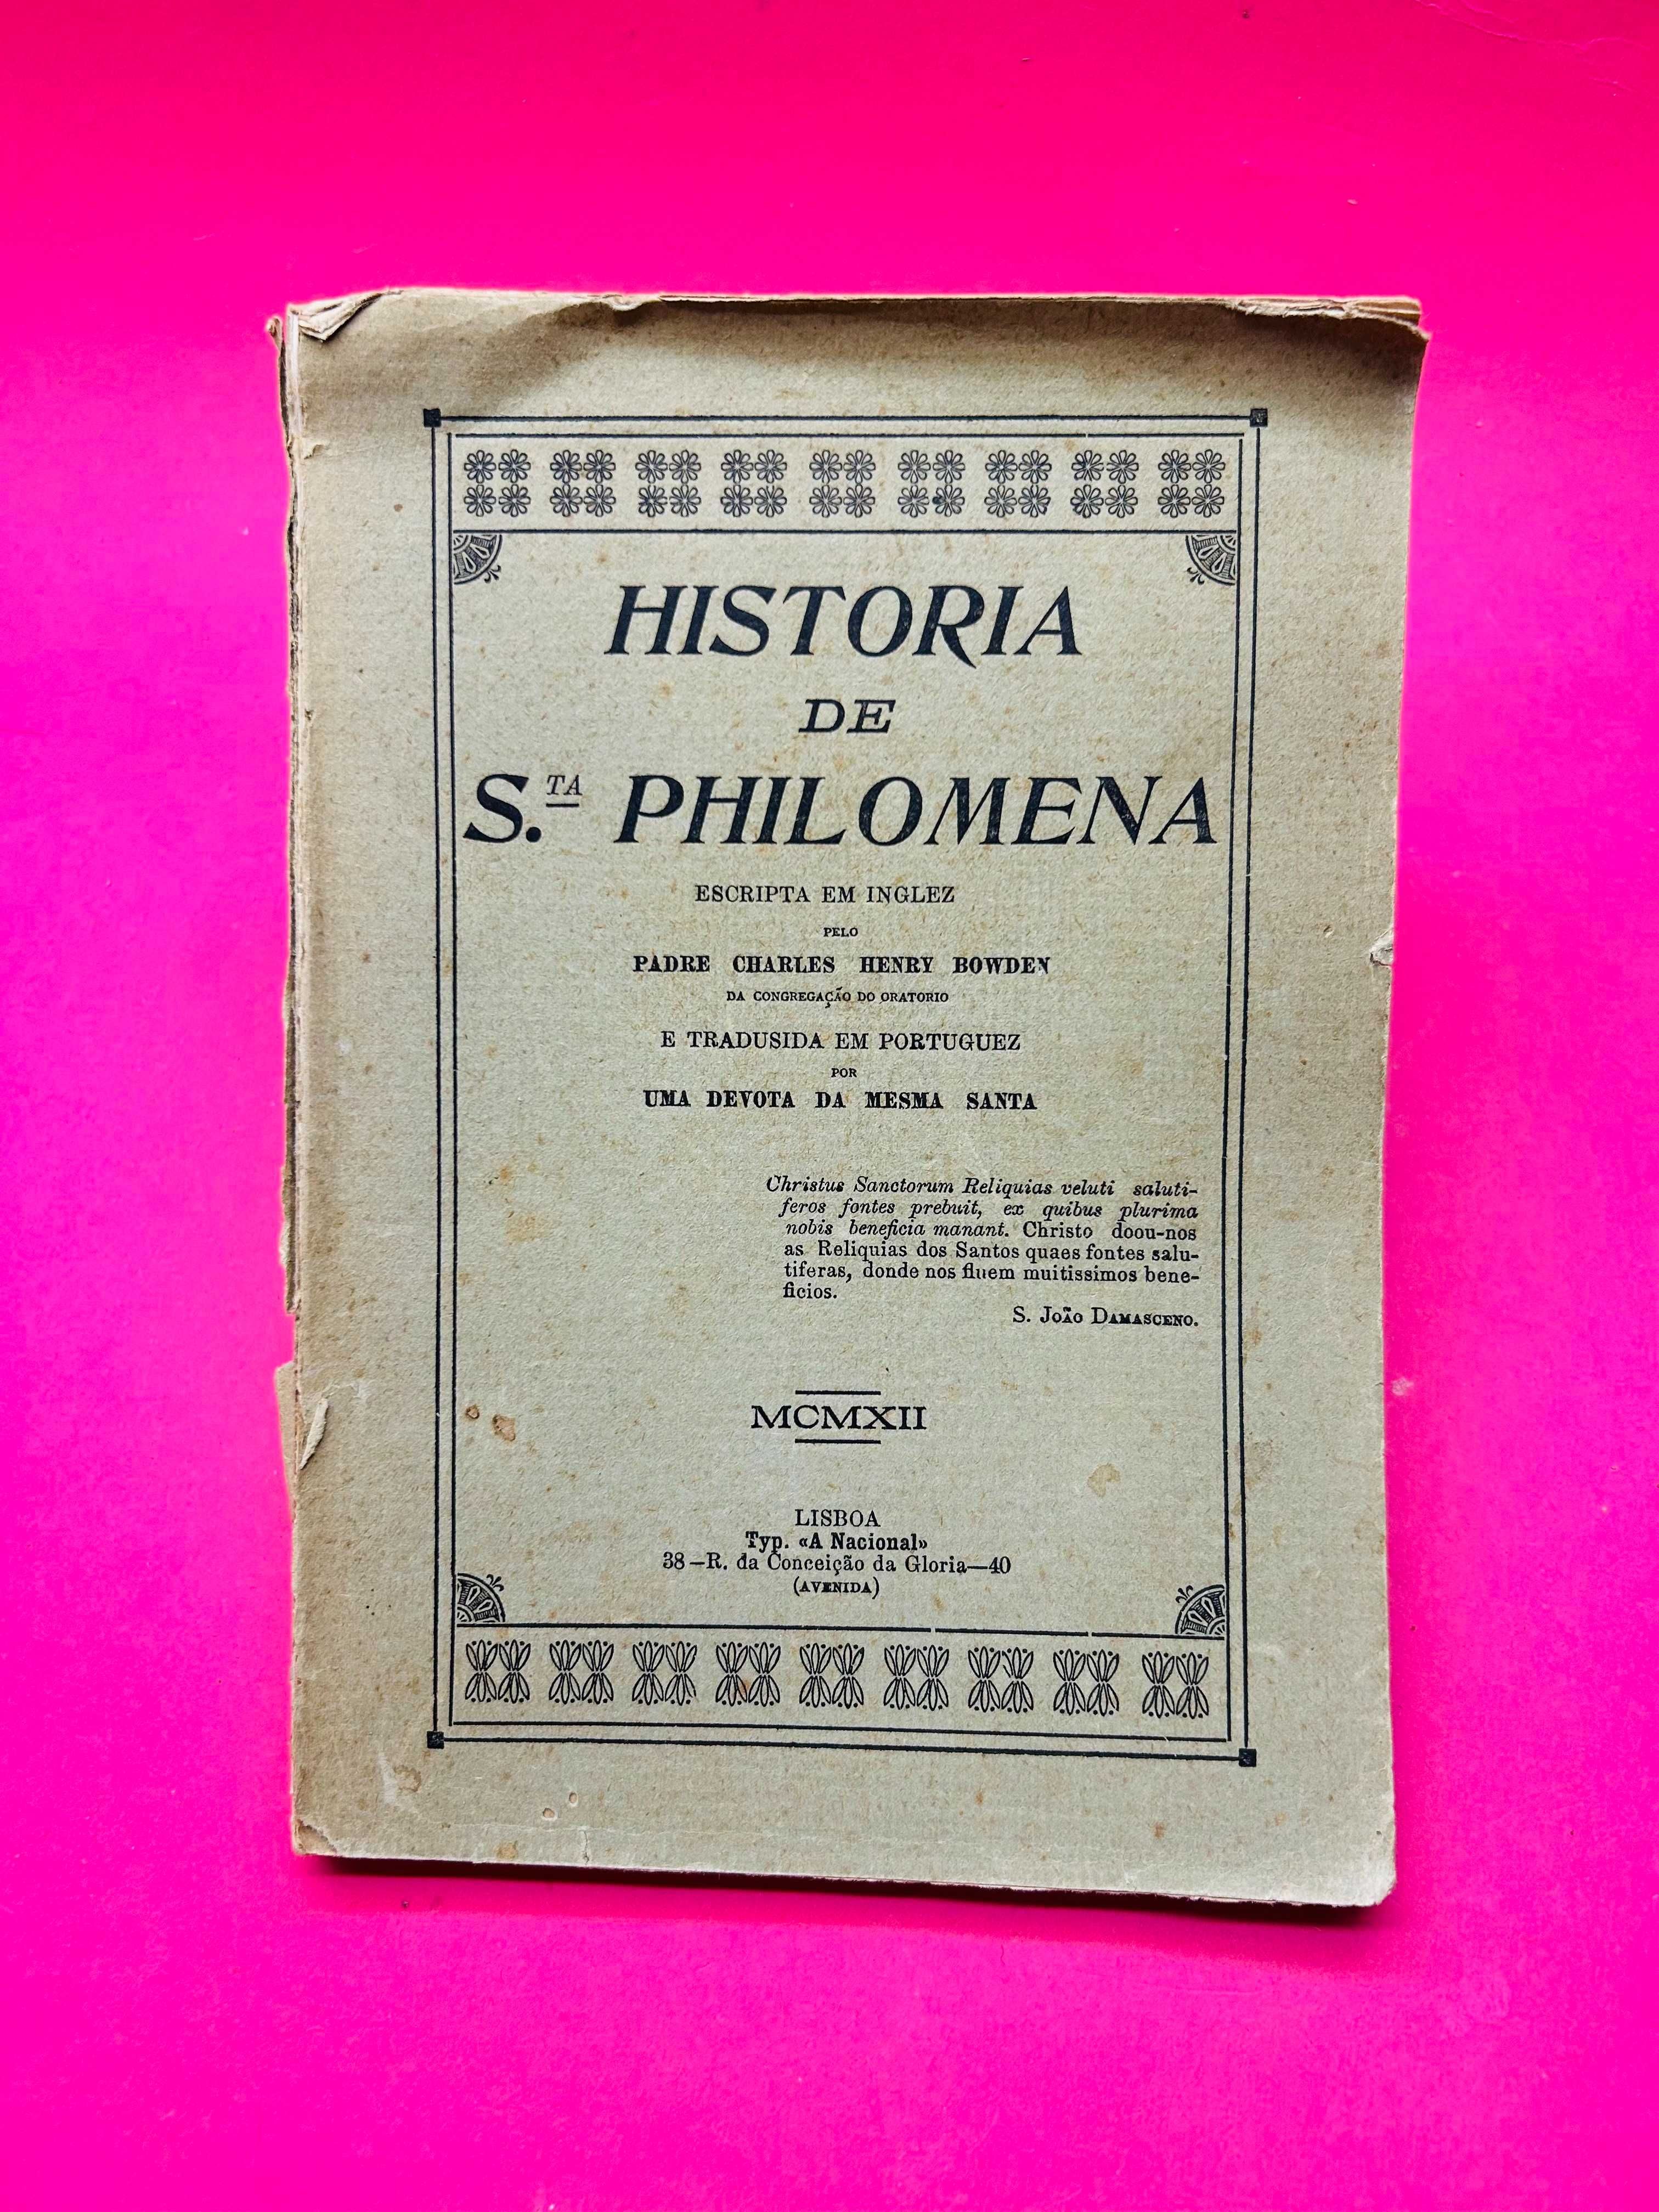 HISTORIA
DE
S.TA PHILOMENA
ESCRIPTA EM INGLEZ
PELO
PADRE CHARLES HENRY BOWDEN
DA CONGREGAÇÃO DO ORATORIO
E TRADUSIDA EM PORTUGUEZ
POR
UMA DEVOTA DA MESMA SANTA
Christus Sanctorum Reliquias veluti saluti-
feros fontes prebuit, ex quibus plurima
nobis beneficia manant. Christo doou-nos
as Reliquias dos Santos quaes fontes salu-
tiferas, donde nos fluem muitissimos bene-
ficios.
S. João Damasceno.
MCMXII
LISBOA
Typ. «A Nacional»
38—R. da Conceição da Gloria—40
(AVENIDA)